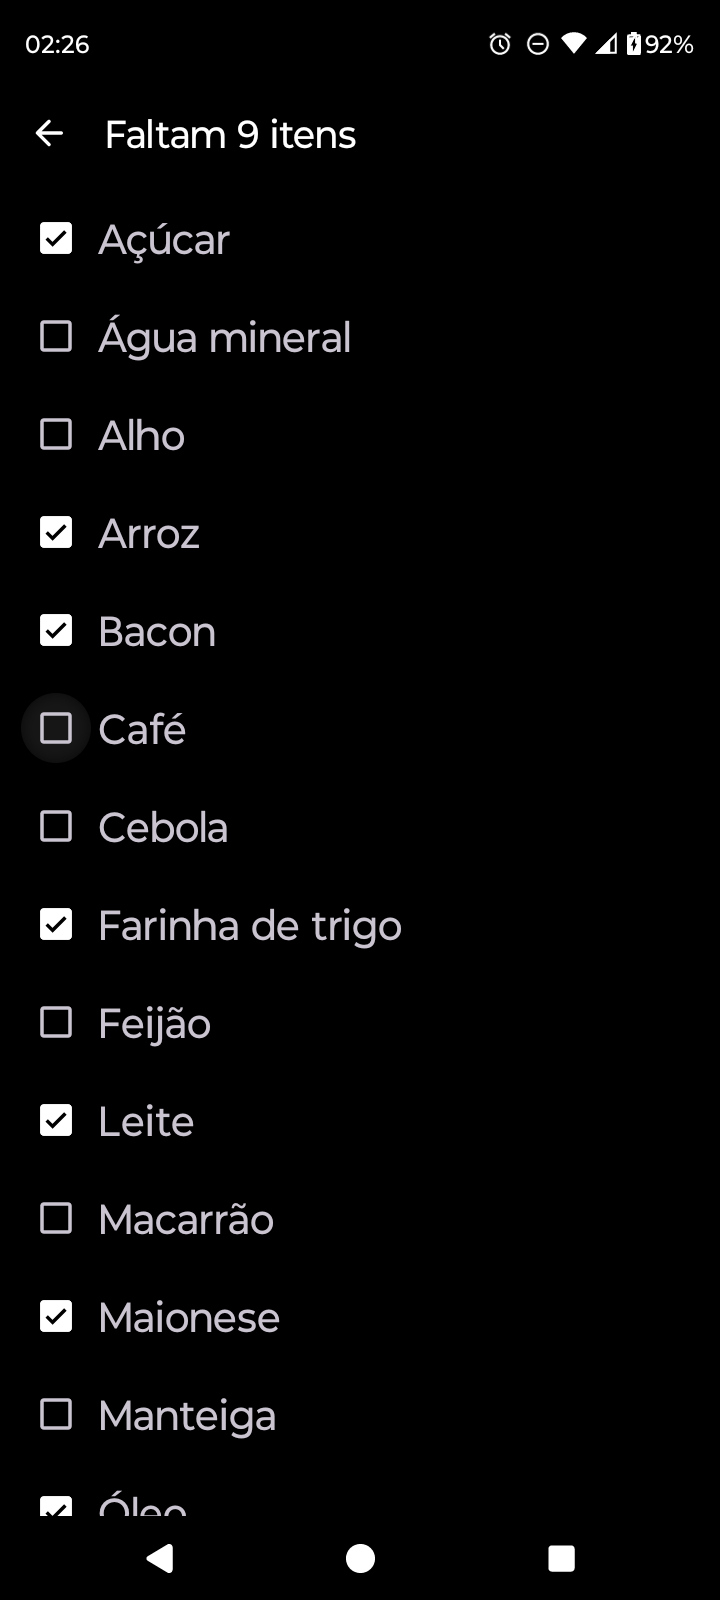 02:26
92%
Faltam 9 itens
Açúcar
Água mineral
Alho
Arroz
Bacon
Café
Cebola
Farinha de trigo
Feijão
Leite
Macarrão
Maionese
Manteiga
Óleo